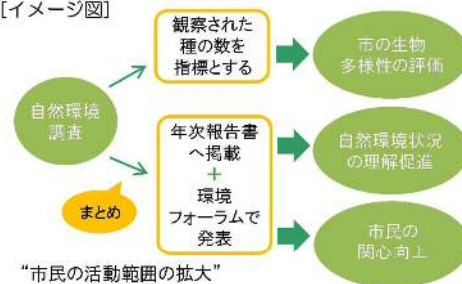 [イメージ図]
観察された
種の数を
指標とする
市の生物
多様性の評価
自然環境
調査
年次報告書
へ掲載
+
環境
フォーラムで
発表
自然環境状況
の理解促進
まとめ
市民の
関心向上
“市民の活動範囲の拡大”